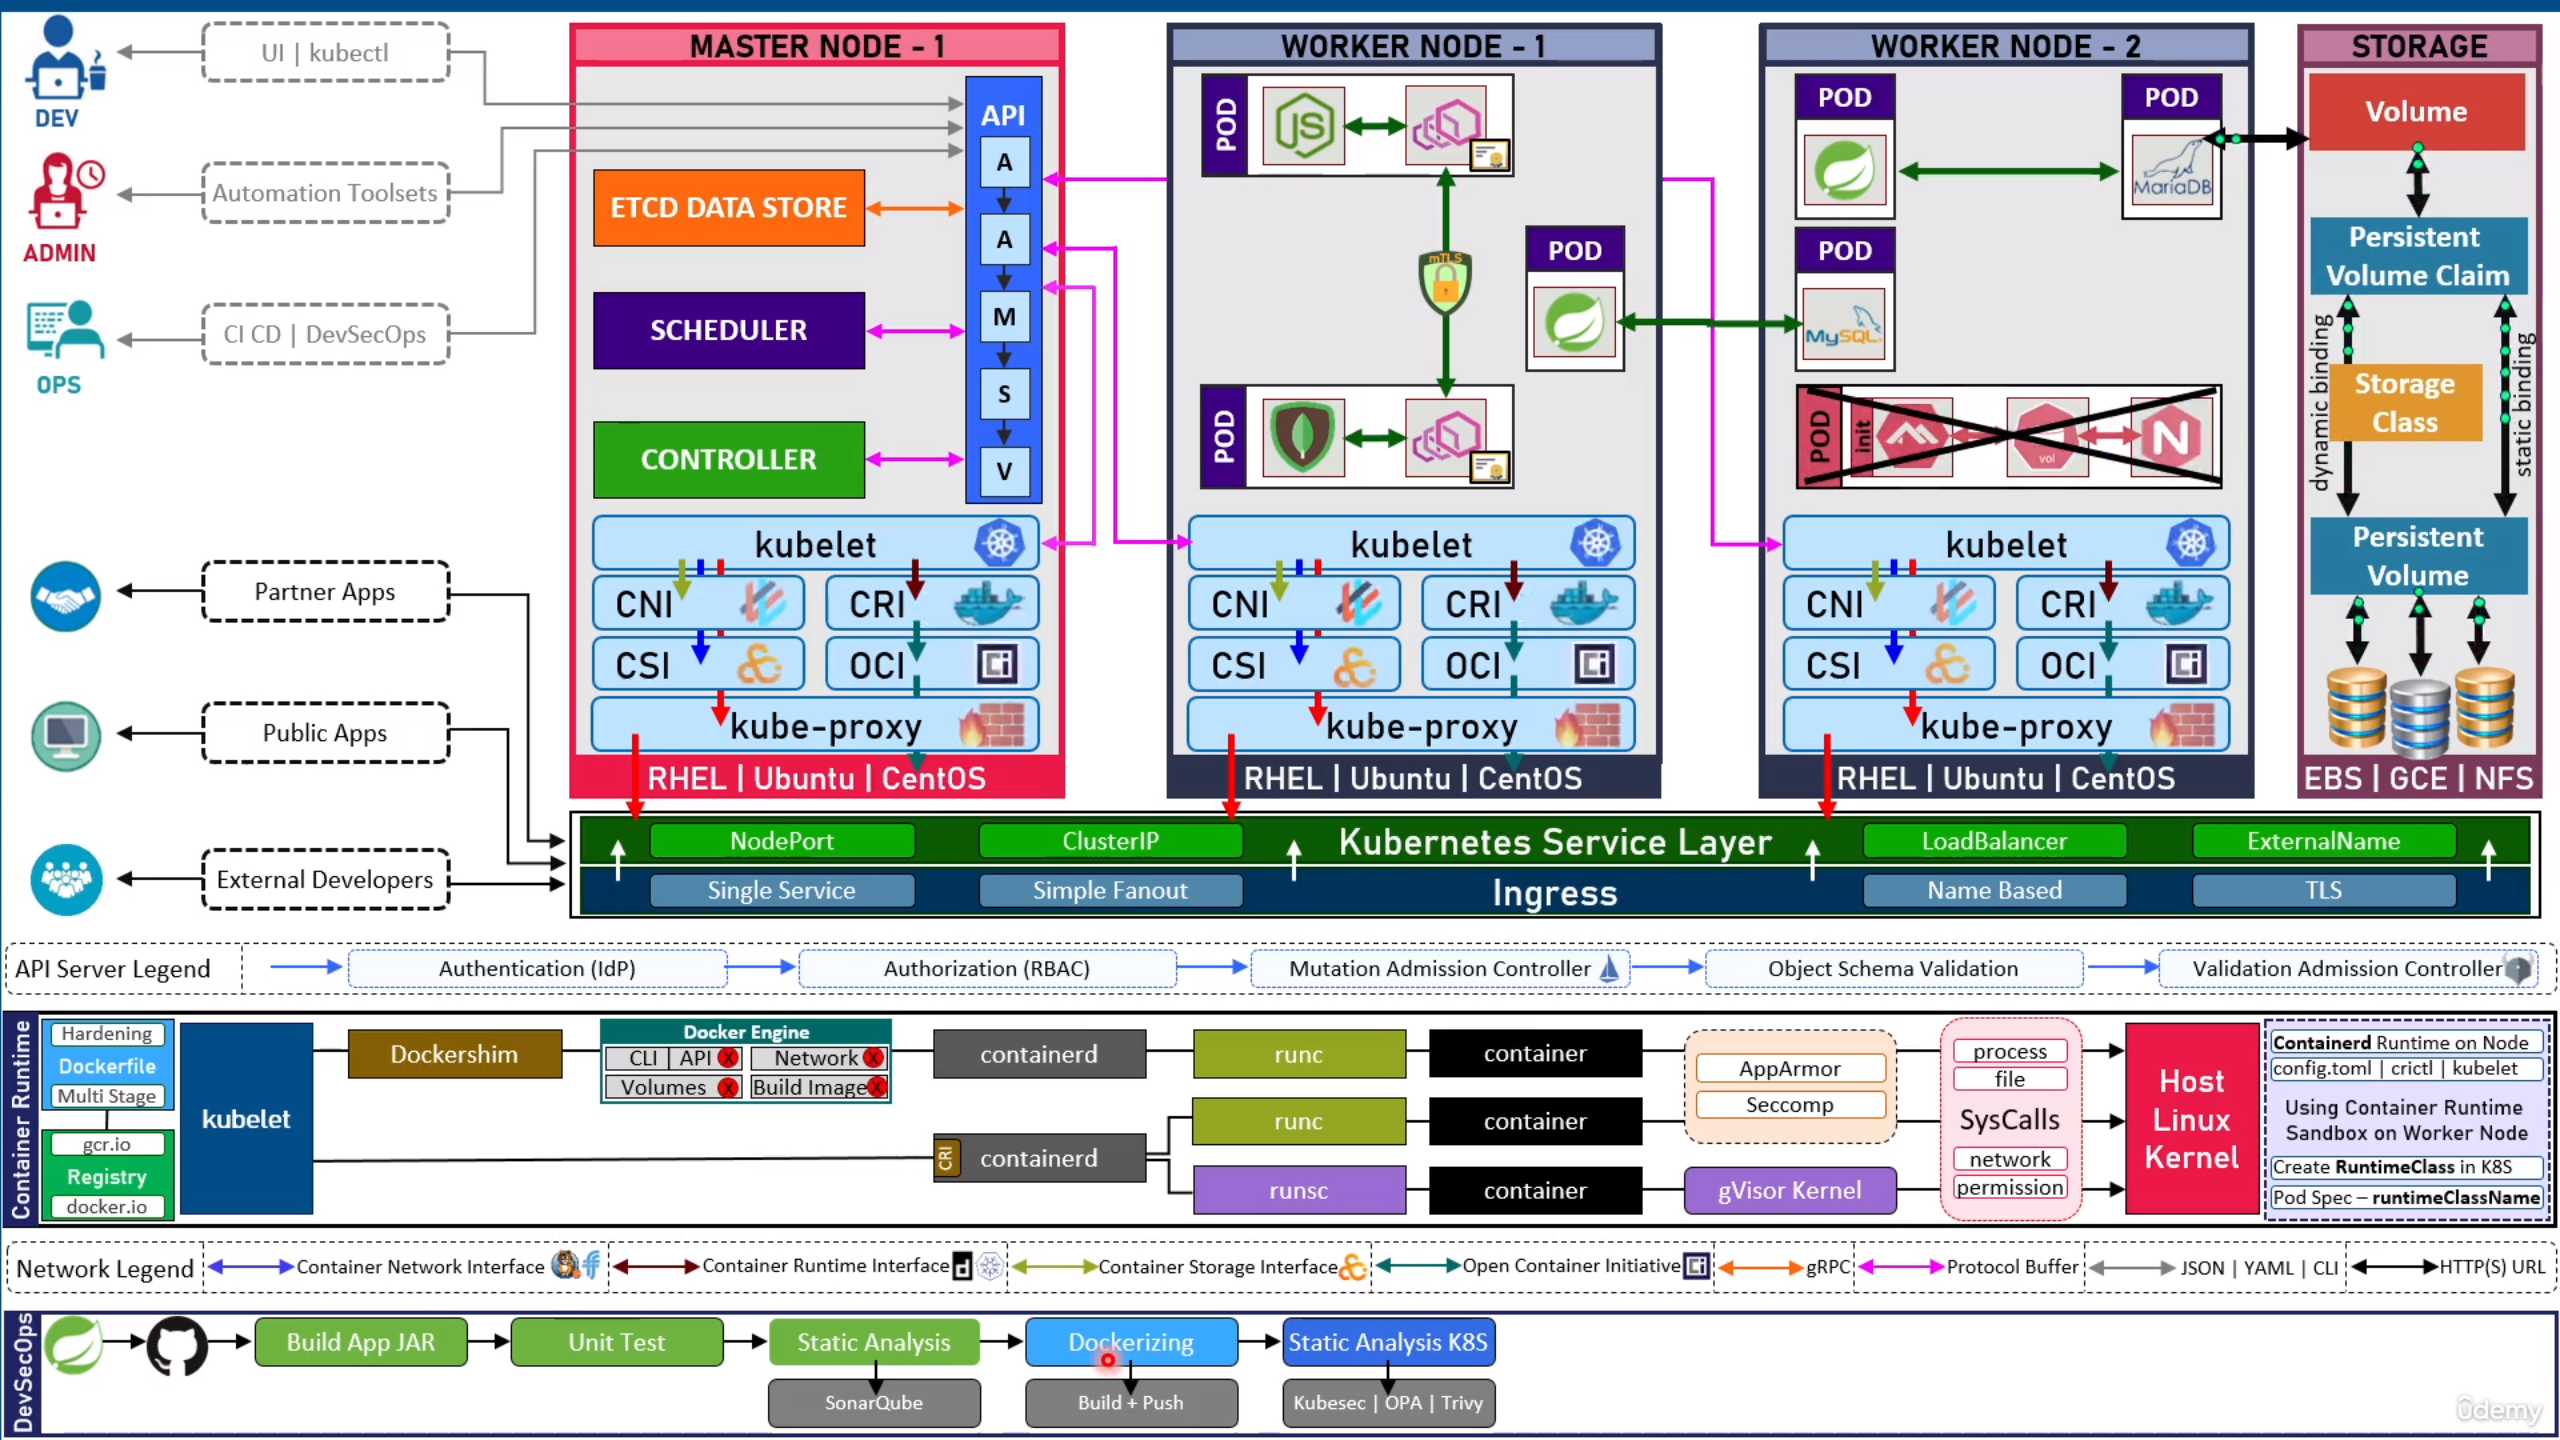 UI | kubectl
DEV
Automation Toolsets
ADMIN
CI CD | DevSecOps
OPS
Partner Apps
Public Apps
External Developers
MASTER NODE - 1
API
A
A
M
S
V
ETCD DATA STORE
SCHEDULER
CONTROLLER
kubelet
CNI
CRI
CSI
OCI
kube-proxy
RHEL | Ubuntu | CentOS
WORKER NODE - 1
POD
JS
mTLS
POD
POD
kubelet
CNI
CRI
CSI
OCI
kube-proxy
RHEL | Ubuntu | CentOS
WORKER NODE - 2
POD
POD
MariaDB
POD
MySQL
POD
init
vol
N
kubelet
CNI
CRI
CSI
OCI
kube-proxy
RHEL | Ubuntu | CentOS
STORAGE
Volume
Persistent
Volume Claim
dynamic binding
Storage
Class
static binding
Persistent
Volume
EBS | GCE | NFS
NodePort
ClusterIP
Kubernetes Service Layer
LoadBalancer
ExternalName
Single Service
Simple Fanout
Ingress
Name Based
TLS
API Server Legend
Authentication (IdP)
Authorization (RBAC)
Mutation Admission Controller
Object Schema Validation
Validation Admission Controller
Container Runtime
Hardening
Dockerfile
Multi Stage
gcr.io
Registry
docker.io
kubelet
Dockershim
Docker Engine
CLI | API X
Network X
Volumes X
Build Image X
containerd
runc
container
CRI
containerd
runc
container
runsc
container
AppArmor
Seccomp
gVisor Kernel
process
file
SysCalls
network
permission
Host
Linux
Kernel
Containerd Runtime on Node
config.toml | crictl | kubelet
Using Container Runtime
Sandbox on Worker Node
Create RuntimeClass in K8S
Pod Spec – runtimeClassName
Network Legend
Container Network Interface
Container Runtime Interface
Container Storage Interface
Open Container Initiative
gRPC
Protocol Buffer
JSON | YAML | CLI
HTTP(S) URL
DevSecOps
Build App JAR
Unit Test
Static Analysis
Dockerizing
Static Analysis K8S
SonarQube
Build + Push
Kubesec | OPA | Trivy
ûdemy